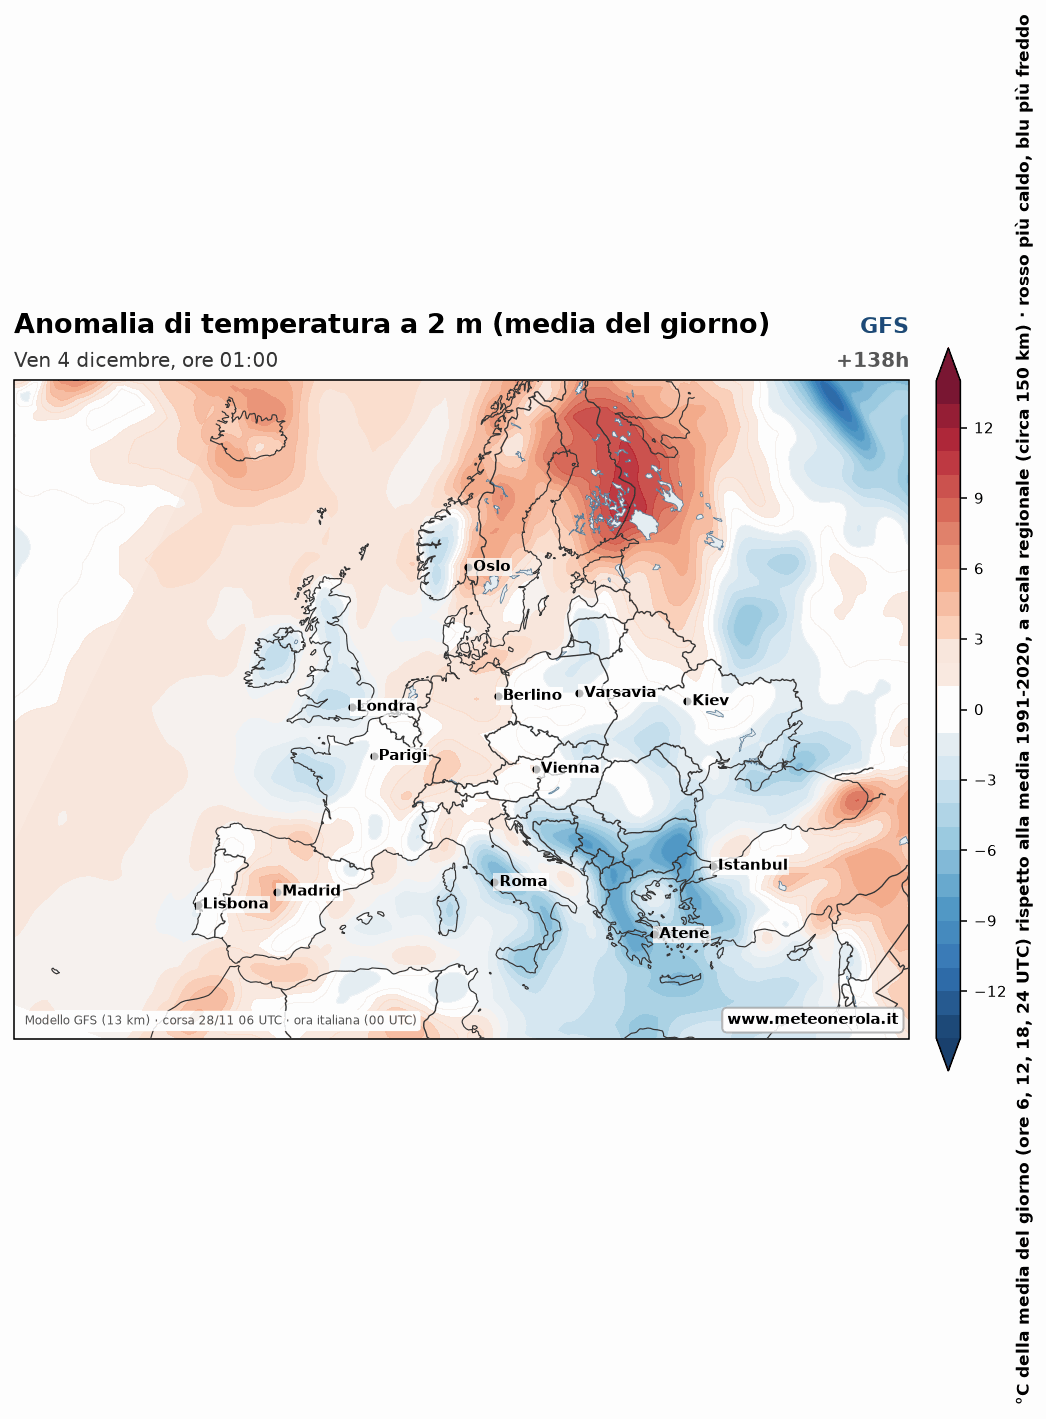 Anomalia di temperatura a 2 m (media del giorno)
GFS
Ven 4 dicembre, ore 01:00
+138h
Oslo
Londra
Berlino
Varsavia
Kiev
Parigi
Vienna
Istanbul
Roma
Madrid
Lisbona
Atene
Modello GFS (13 km) · corsa 28/11 06 UTC · ora italiana (00 UTC)
www.meteonerola.it
12
9
6
3
0
−3
−6
−9
−12
°C della media del giorno (ore 6, 12, 18, 24 UTC) rispetto alla media 1991-2020, a scala regionale (circa 150 km) · rosso più caldo, blu più freddo